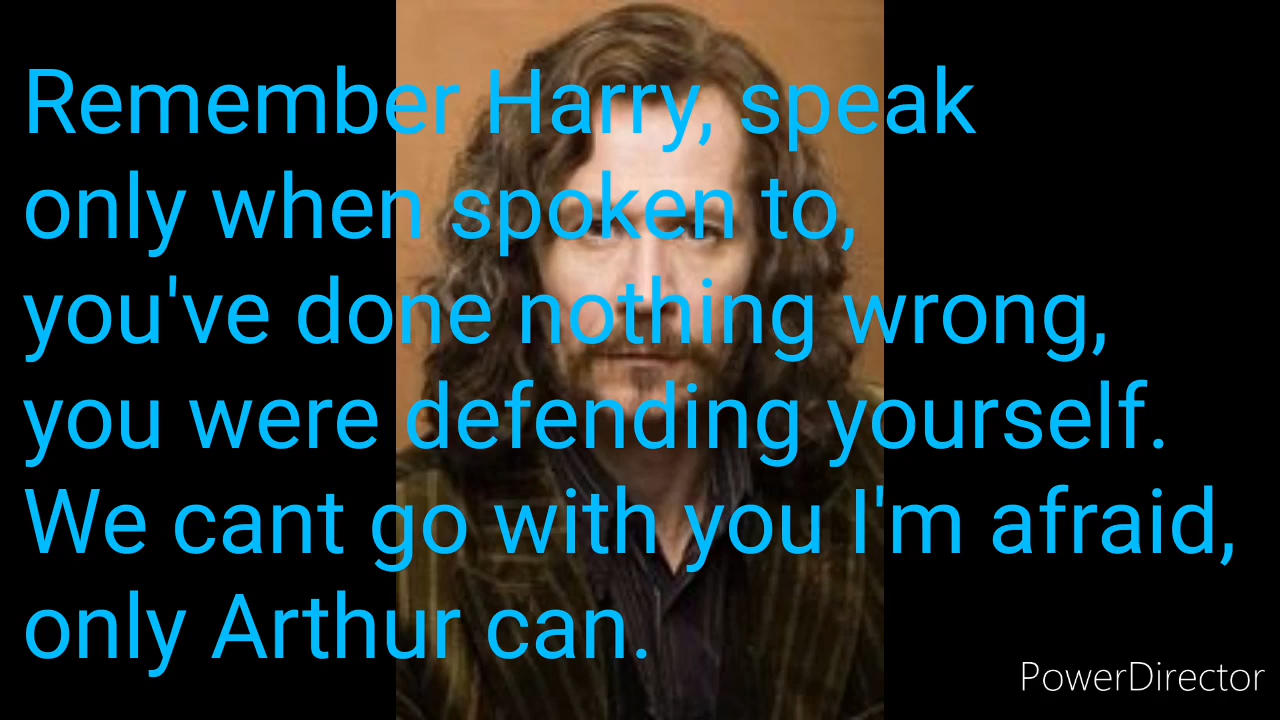 Remember Harry, speak
only when spoken to,
you've done nothing wrong,
you were defending yourself.
We cant go with you I'm afraid,
only Arthur can.
PowerDirector